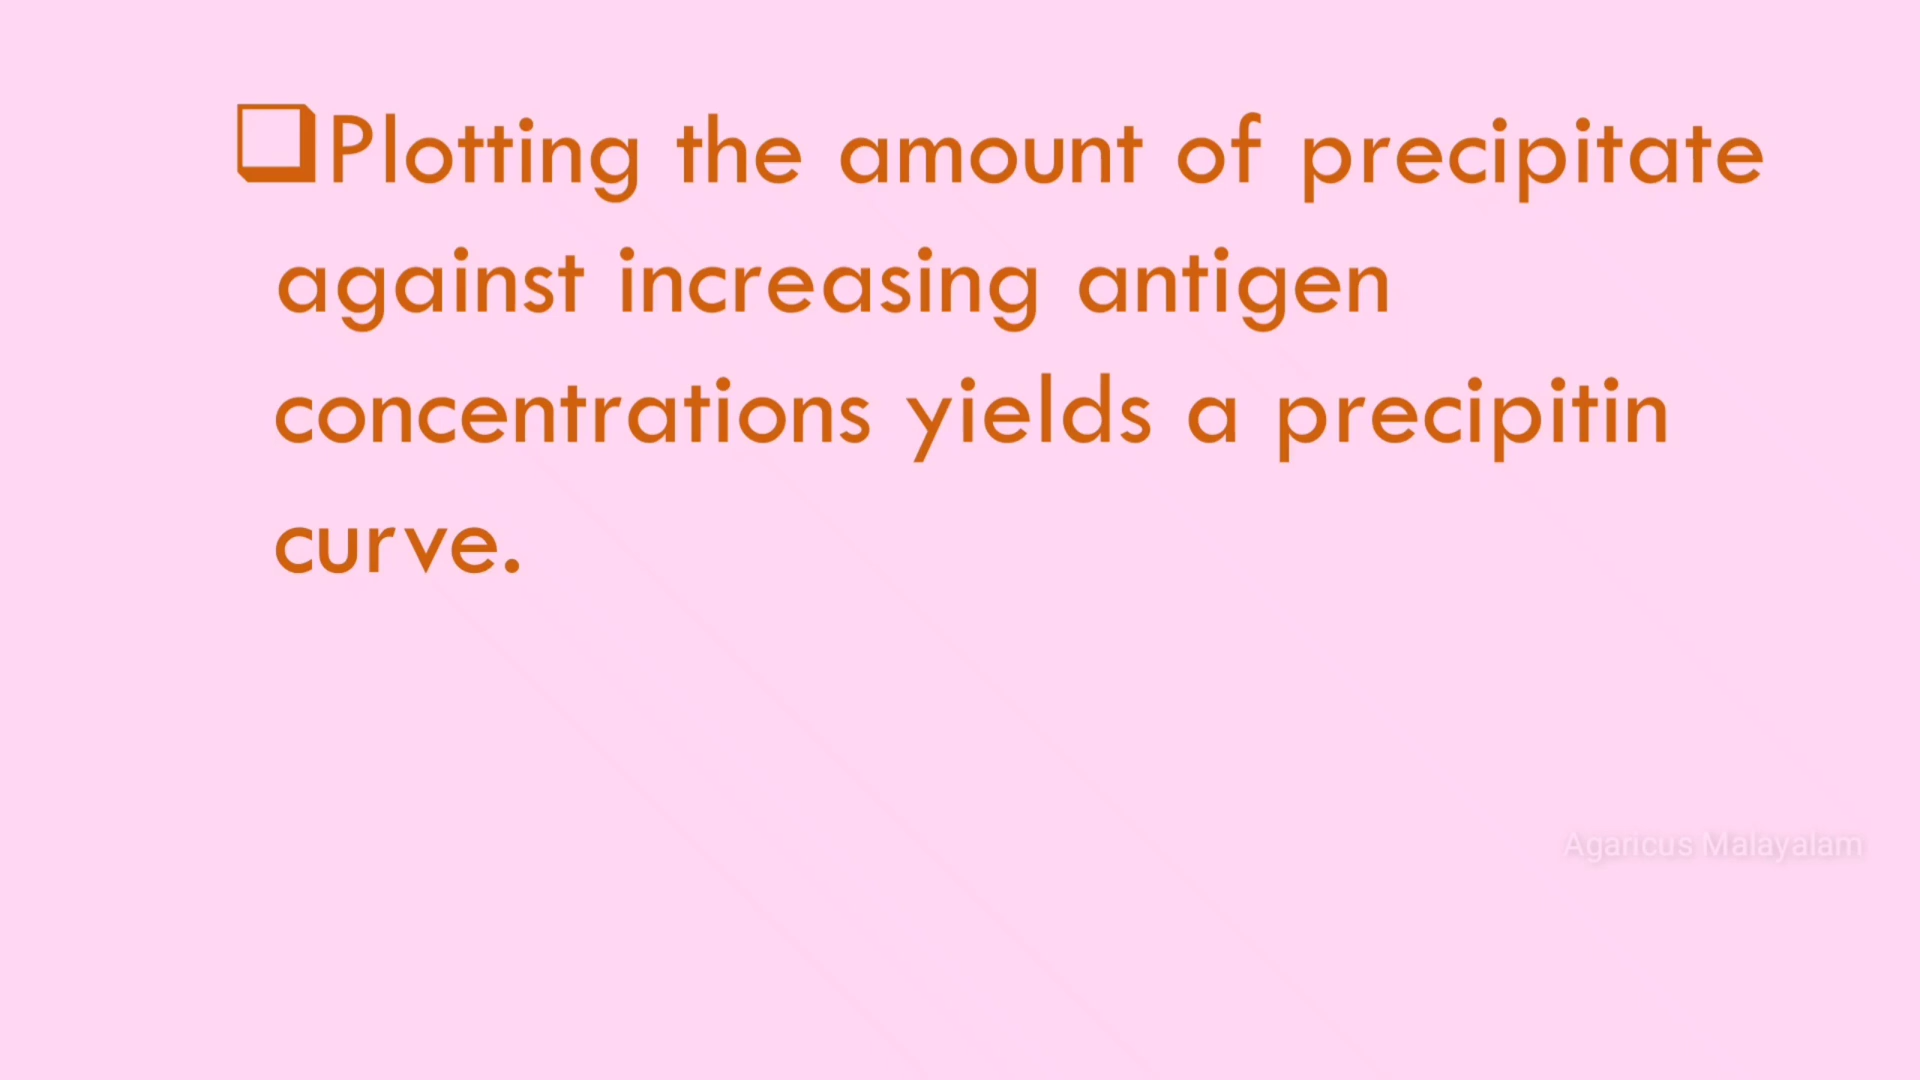 ❑Plotting the amount of precipitate
against increasing antigen
concentrations yields a precipitin
curve.
Agaricus Malayalam